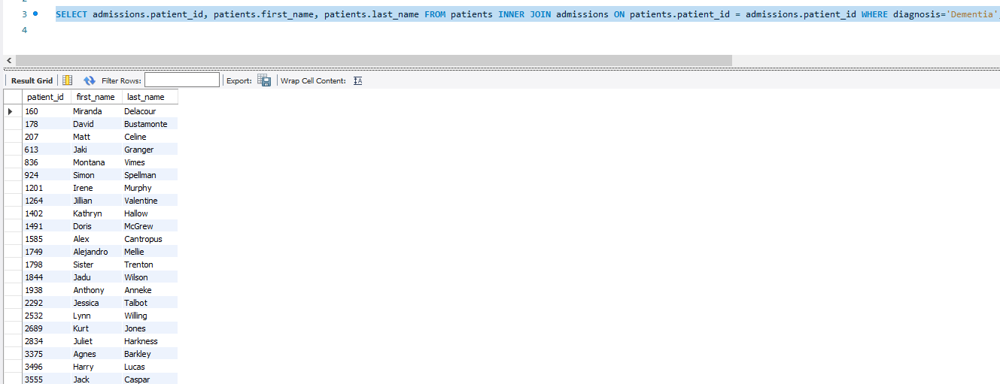 3 SELECT admissions.patient_id, patients.first_name, patients.last_name FROM patients INNER JOIN admissions ON patients.patient_id = admissions.patient_id WHERE diagnosis='Dementia'
4
Result Grid Filter Rows: Export: Wrap Cell Content:
patient_id first_name last_name
160 Miranda Delacour
178 David Bustamonte
207 Matt Celine
613 Jaki Granger
836 Montana Vimes
924 Simon Spellman
1201 Irene Murphy
1264 Jillian Valentine
1402 Kathryn Hallow
1491 Doris McGrew
1585 Alex Cantropus
1749 Alejandro Mellie
1798 Sister Trenton
1844 Jadu Wilson
1938 Anthony Anneke
2292 Jessica Talbot
2532 Lynn Willing
2689 Kurt Jones
2834 Juliet Harkness
3375 Agnes Barkley
3496 Harry Lucas
3555 Jack Caspar